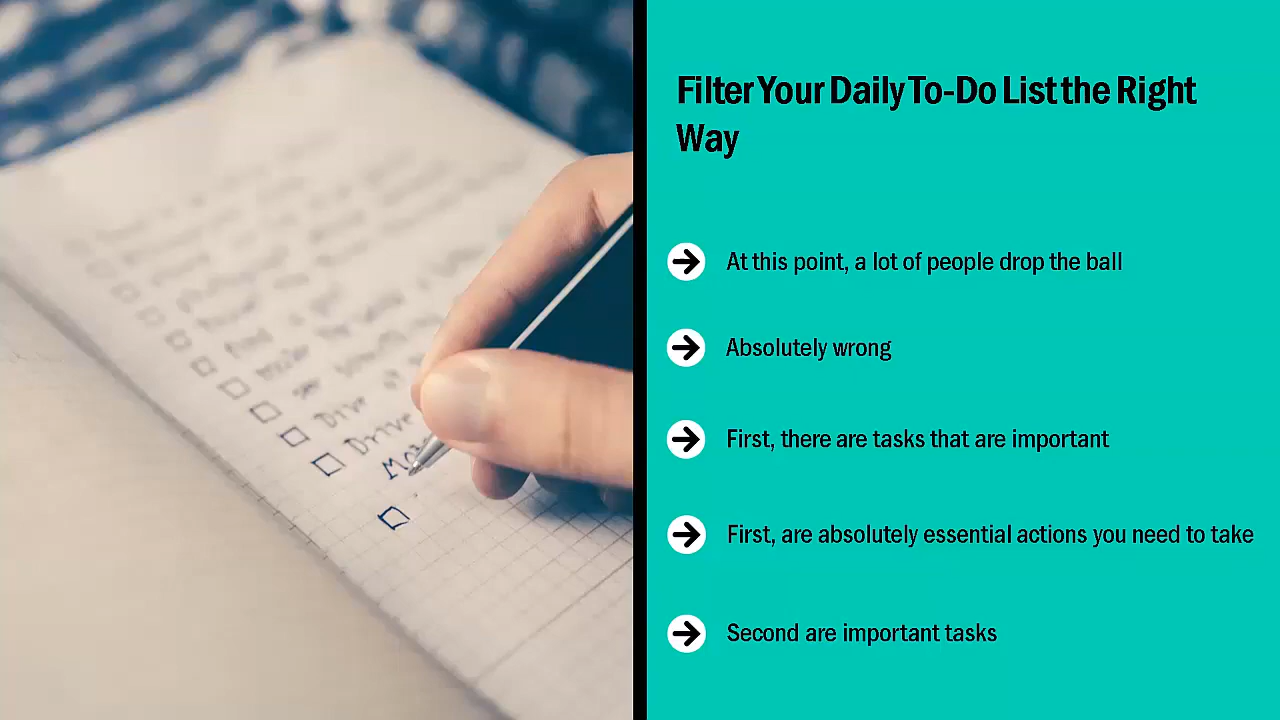 Filter Your Daily To-Do List the Right
Way
At this point, a lot of people drop the ball
Absolutely wrong
First, there are tasks that are important
First, are absolutely essential actions you need to take
Second are important tasks
Drive